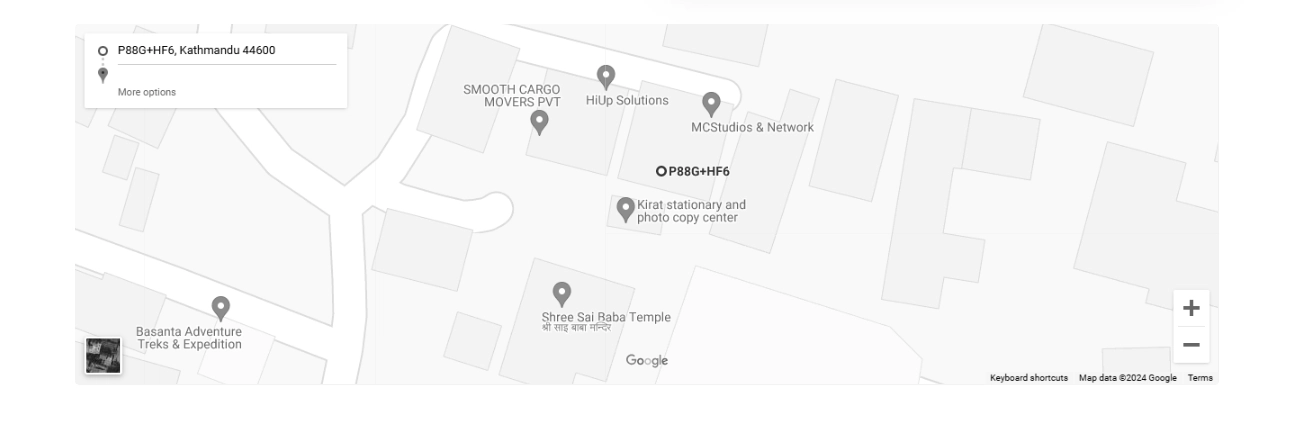 P88G+HF6, Kathmandu 44600
More options
SMOOTH CARGO
MOVERS PVT
HiUp Solutions
MCStudios & Network
P88G+HF6
Kirat stationary and
photo copy center
Shree Sai Baba Temple
श्री साइ बाबा मन्दिर
Basanta Adventure
Treks & Expedition
Google
Keyboard shortcuts
Map data ©2024 Google
Terms